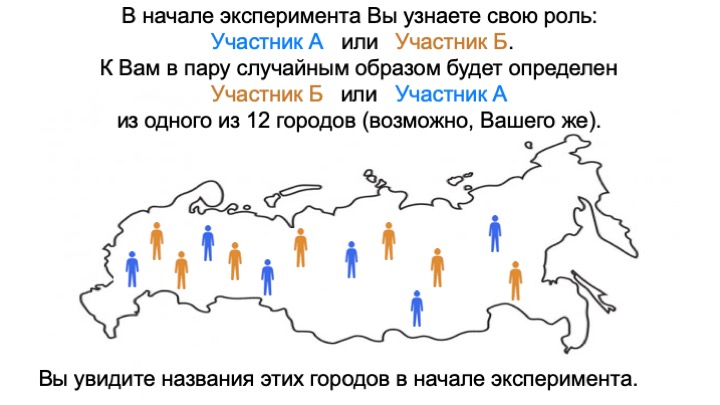 В начале эксперимента Вы узнаете свою роль:
Участник А или Участник Б.
К Вам в пару случайным образом будет определен
Участник Б или Участник А
из одного из 12 городов (возможно, Вашего же).
Вы увидите названия этих городов в начале эксперимента.